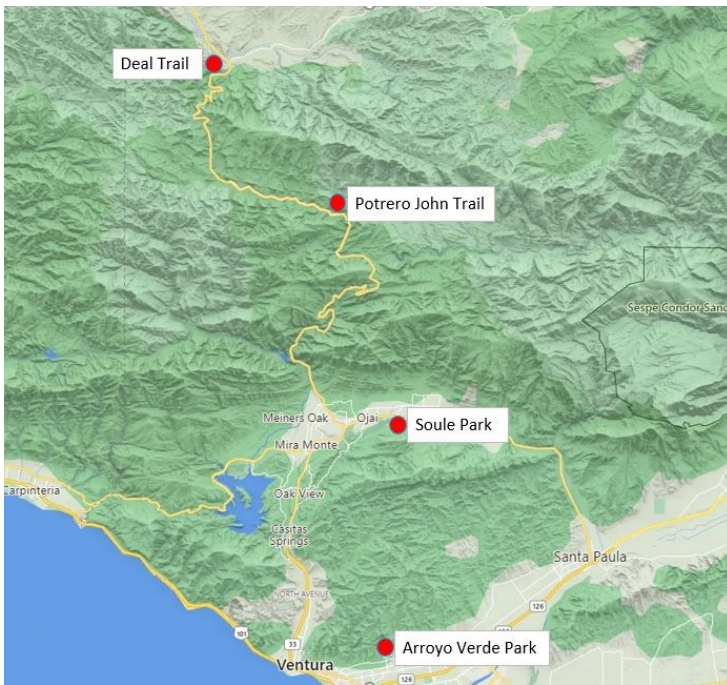 Deal Trail
Potrero John Trail
Sespe Condor Sanc
Meiners Oak
Ojai
Soule Park
Mira Monte
Carpinteria
Oak View
Casitas
Springs
Santa Paula
NORTH AVENUE
126
101
33
Arroyo Verde Park
Ventura
126